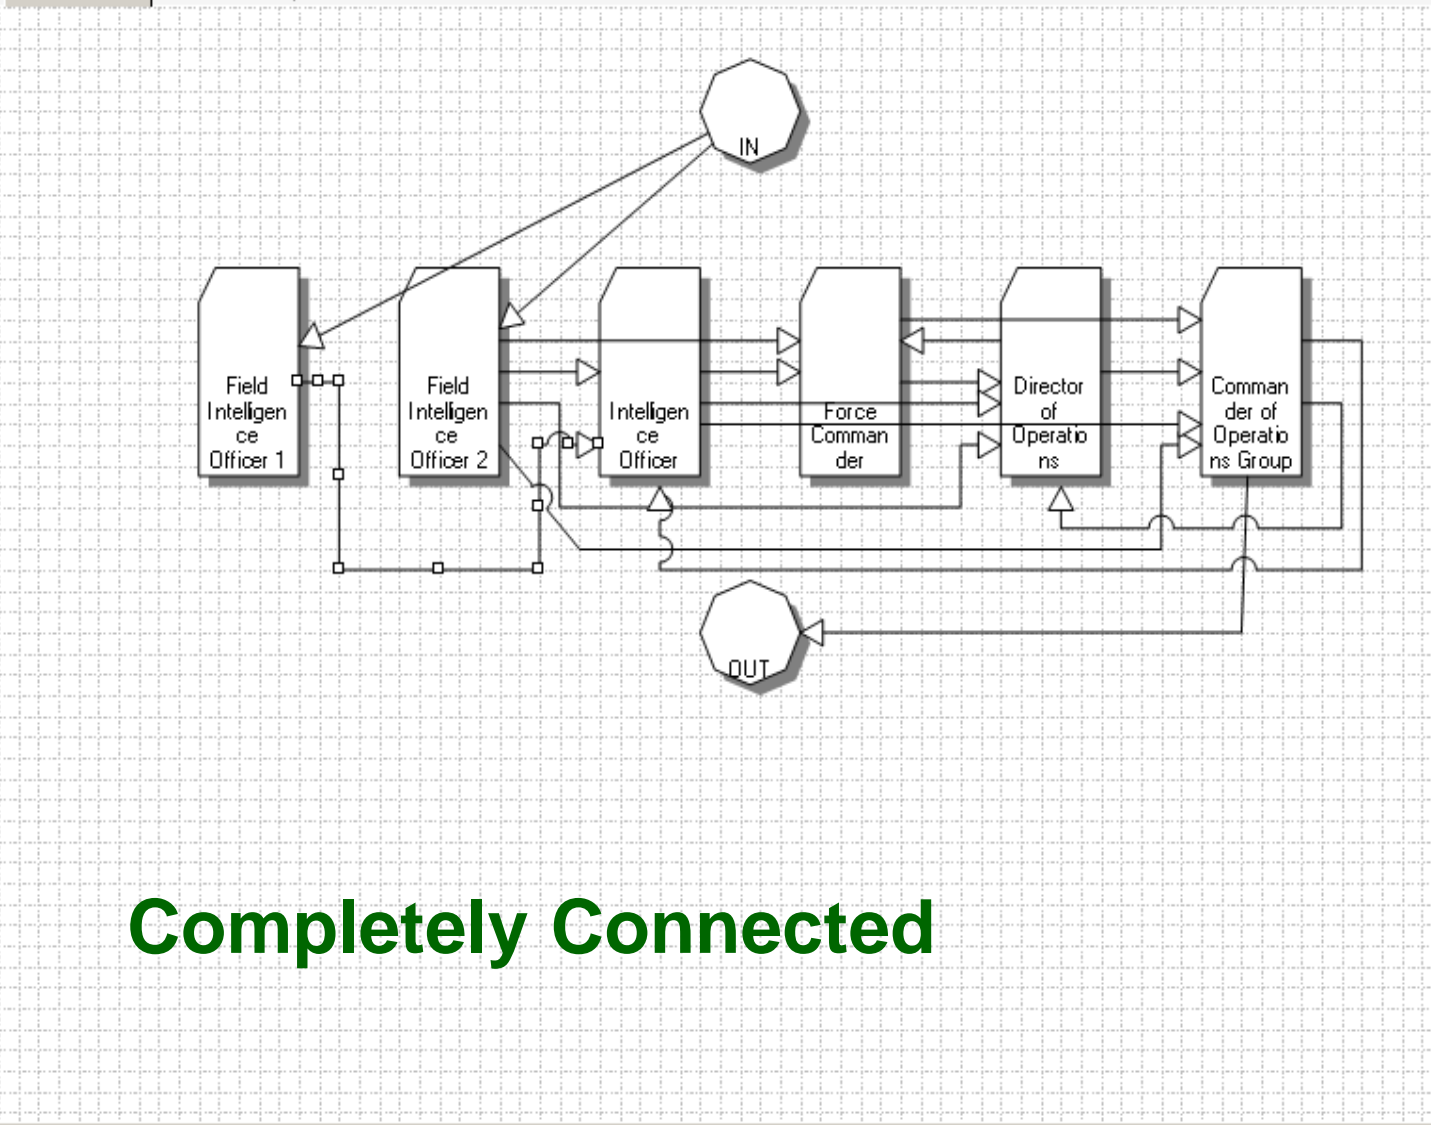 IN
Field
Intelligen
ce
Officer 1
Field
Intelligen
ce
Officer 2
Intelligen
ce
Officer
Force
Comman
der
Director
of
Operatio
ns
Comman
der of
Operatio
ns Group
OUT
Completely Connected